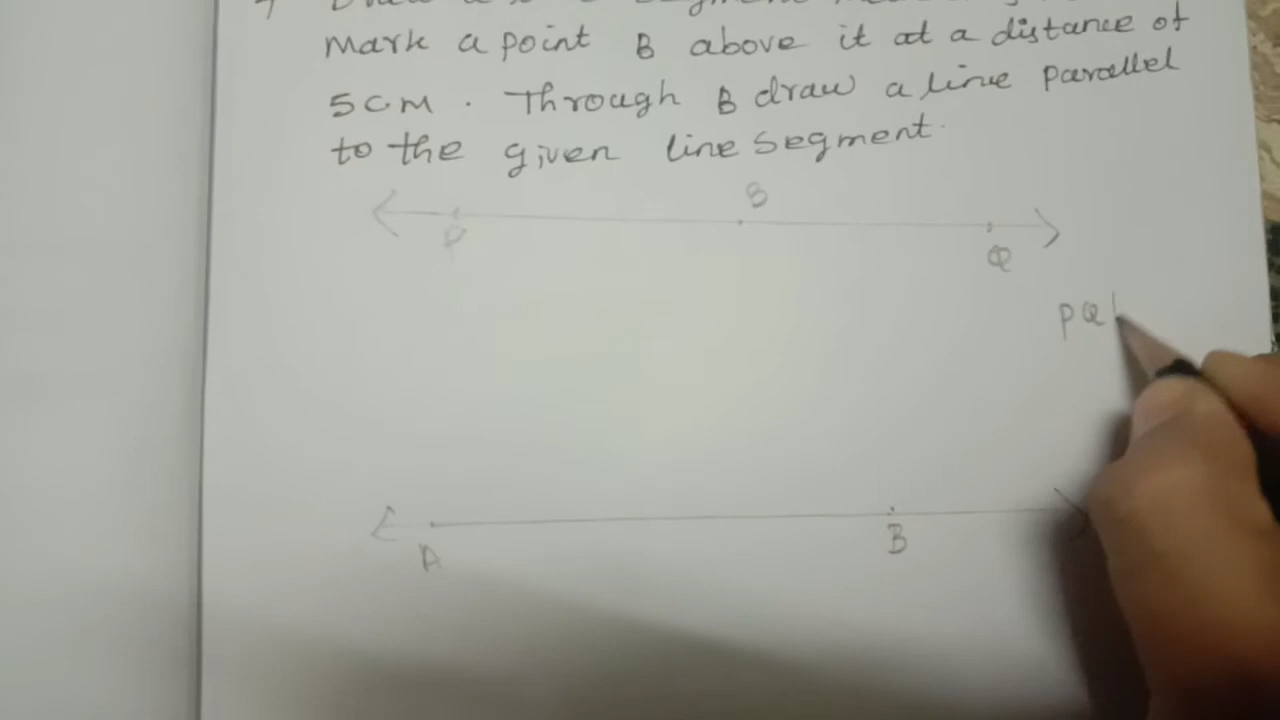 mark a point B above it at a distance of
5cm. Through B draw a line parallel
to the given line segment.
B
P
Q
PQ
A
B